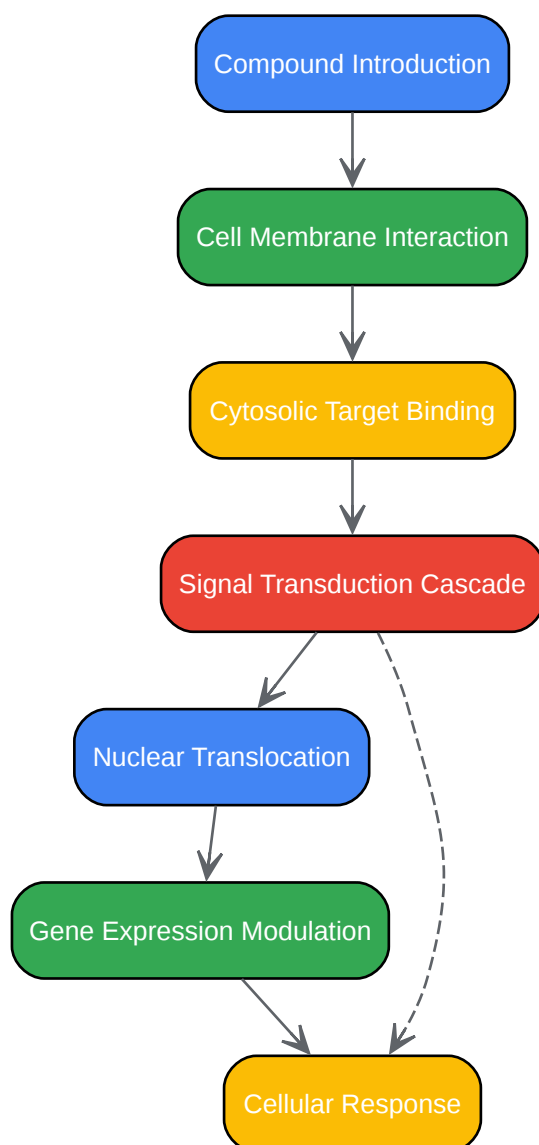 Compound Introduction
Cell Membrane Interaction
Cytosolic Target Binding
Signal Transduction Cascade
Nuclear Translocation
Gene Expression Modulation
Cellular Response